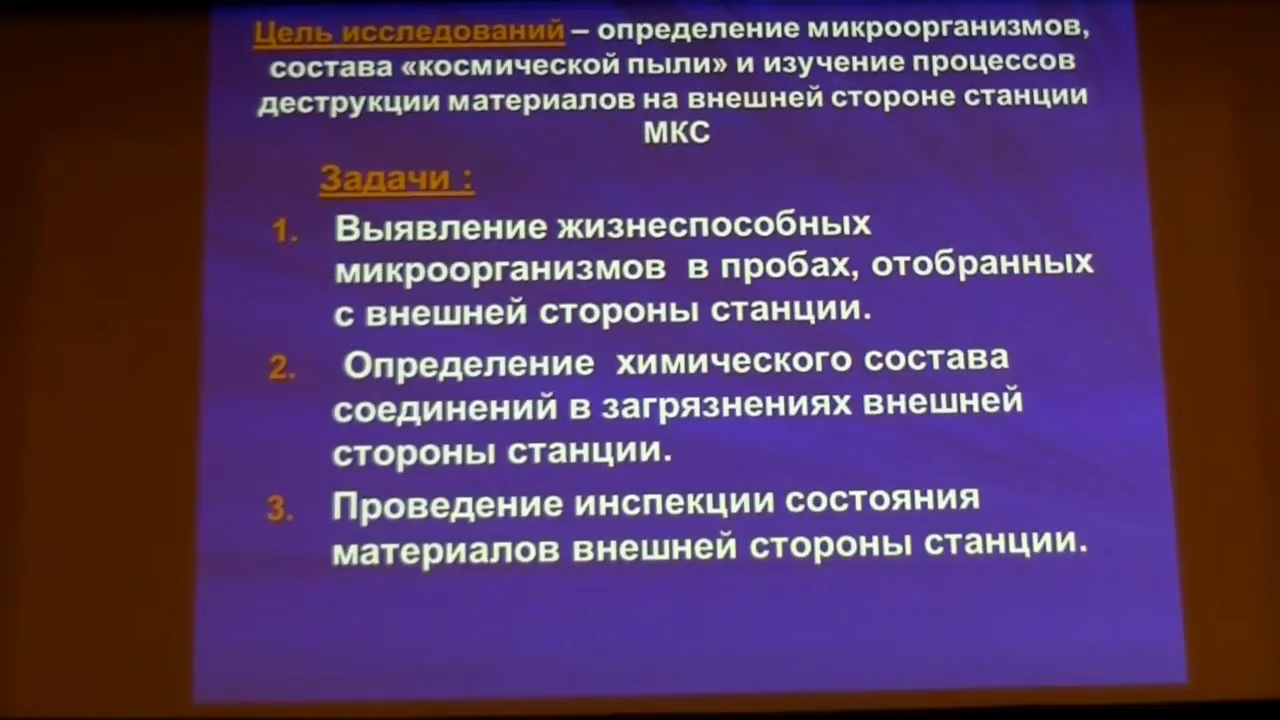 Цель исследований – определение микроорганизмов,
состава «космической пыли» и изучение процессов
деструкции материалов на внешней стороне станции
МКС
Задачи :
1. Выявление жизнеспособных
микроорганизмов в пробах, отобранных
с внешней стороны станции.
2. Определение химического состава
соединений в загрязнениях внешней
стороны станции.
3. Проведение инспекции состояния
материалов внешней стороны станции.